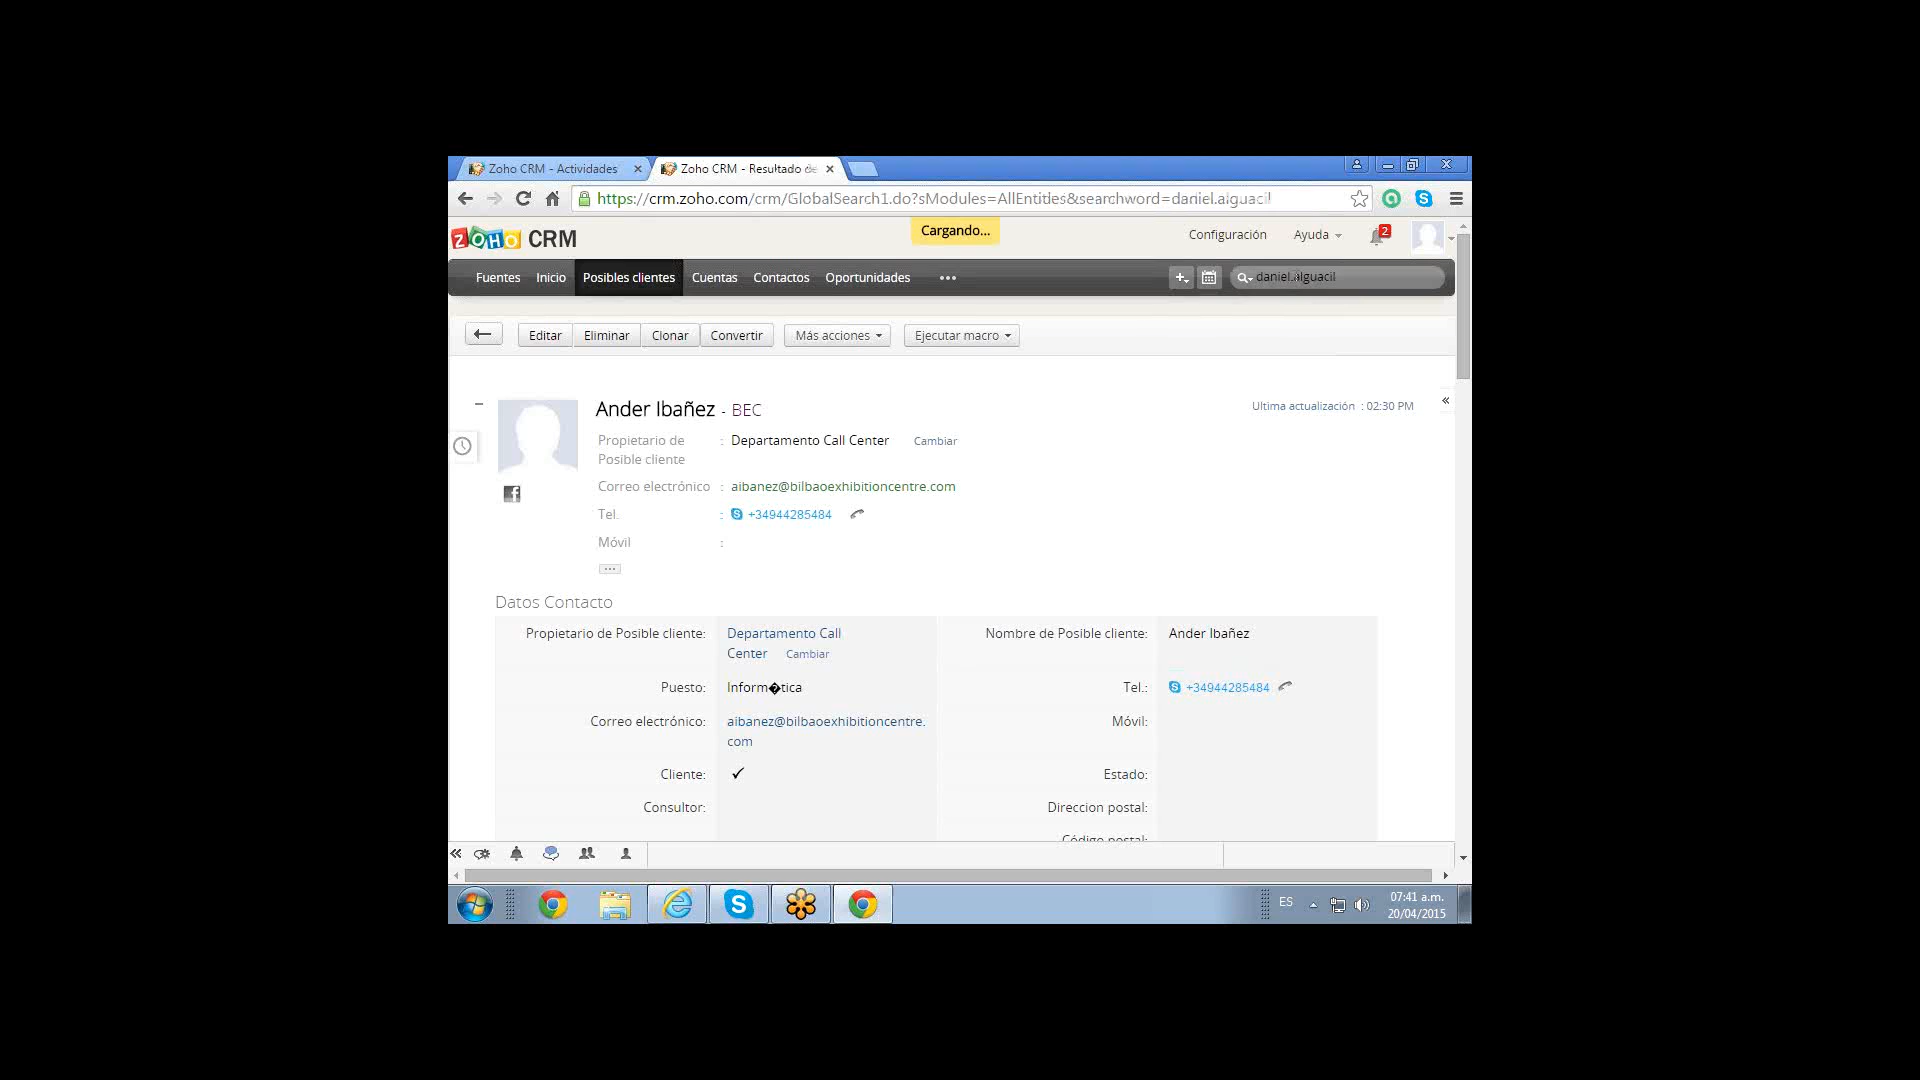 Zoho CRM - Actividades
Zoho CRM - Resultado de
https://crm.zoho.com/crm/GlobalSearch1.do?sModules=AllEntities&searchword=daniel.alguacil
ZOHO CRM
Cargando...
Configuración
Ayuda
2
Fuentes
Inicio
Posibles clientes
Cuentas
Contactos
Oportunidades
daniel.alguacil
Editar
Eliminar
Clonar
Convertir
Más acciones
Ejecutar macro
Ander Ibañez - BEC
Ultima actualización : 02:30 PM
Propietario de
Posible cliente
: Departamento Call Center
Cambiar
Correo electrónico : aibanez@bilbaoexhibitioncentre.com
Tel. : +34944285484
Móvil :
Datos Contacto
Propietario de Posible cliente: Departamento Call
Center Cambiar
Nombre de Posible cliente: Ander Ibañez
Puesto: Inform�tica
Tel.: +34944285484
Correo electrónico: aibanez@bilbaoexhibitioncentre.
com
Móvil:
Cliente: ✓
Estado:
Consultor:
Direccion postal:
Código postal:
ES
07:41 a.m.
20/04/2015